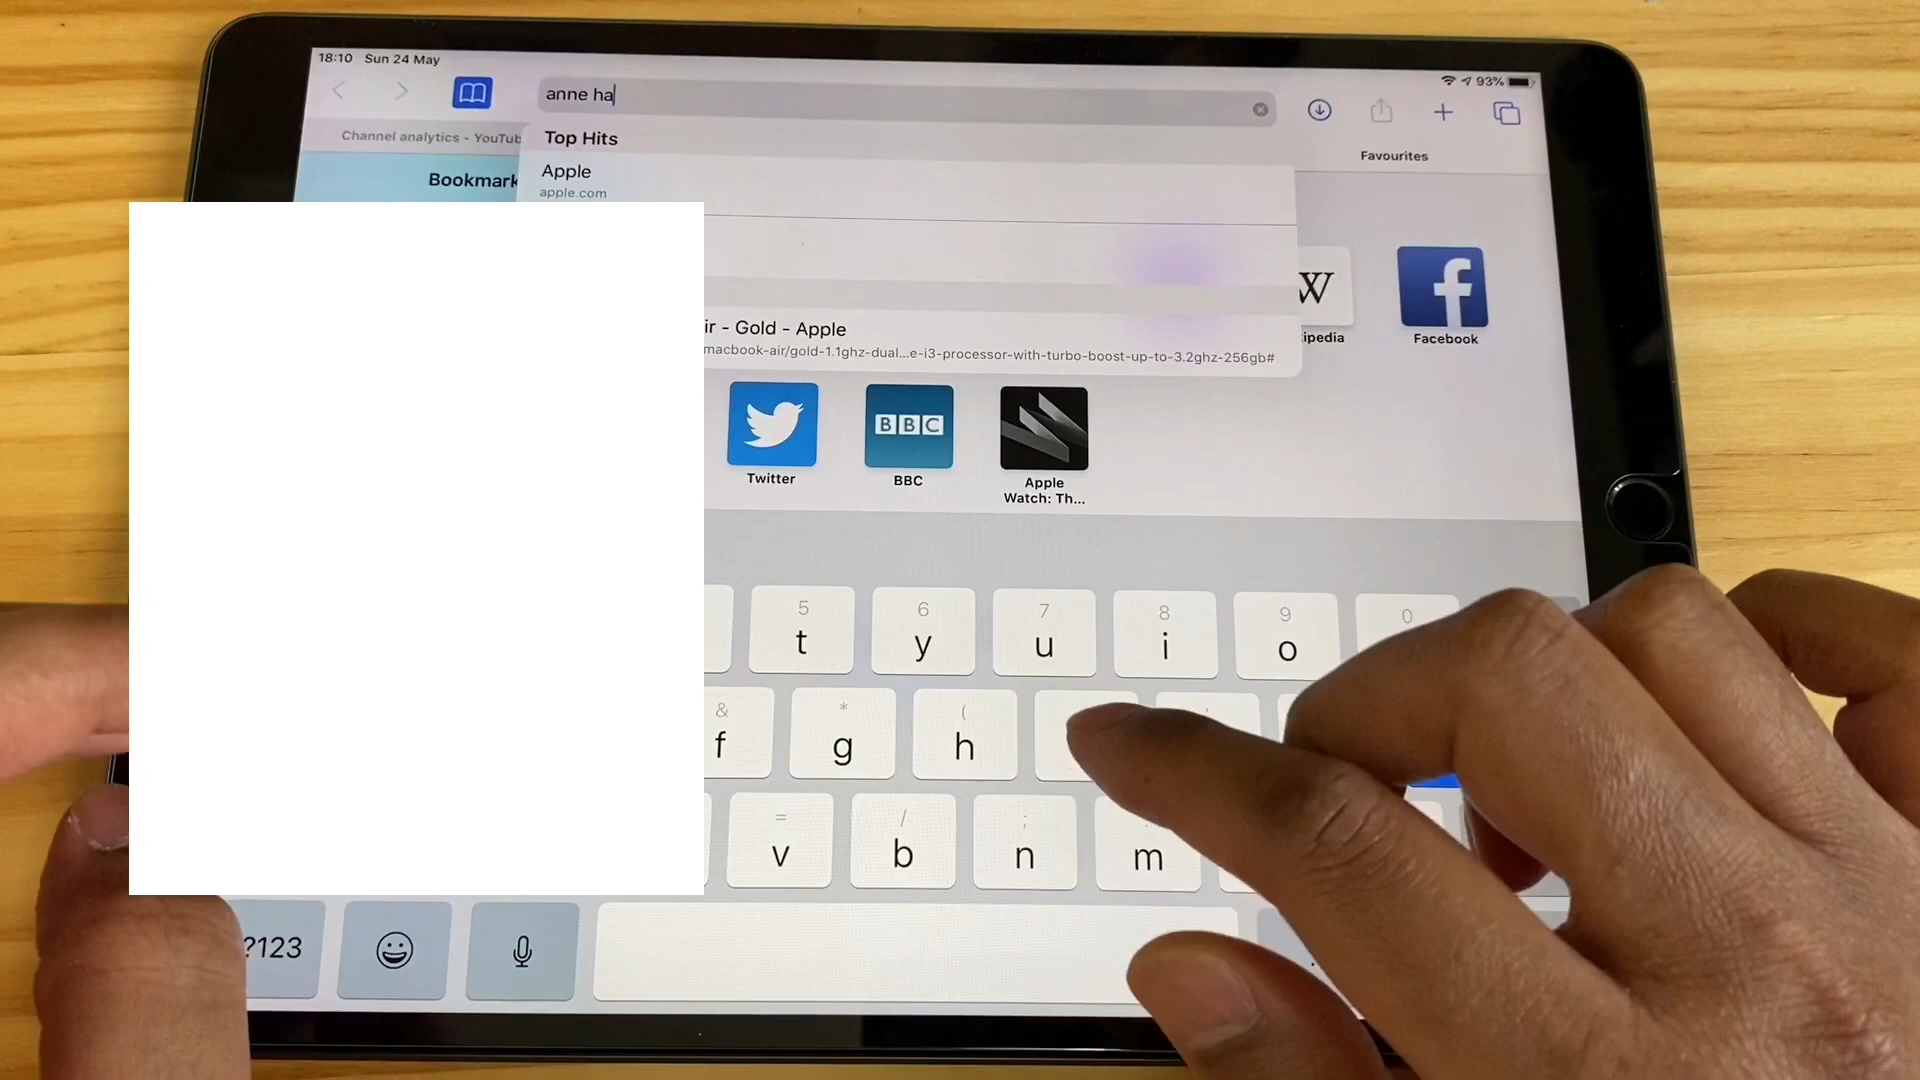 18:10 Sun 24 May
93%
anne ha
Channel analytics - YouTub
Favourites
Top Hits
Bookmark
Apple
apple.com
ir - Gold - Apple
macbook-air/gold-1.1ghz-dual...e-i3-processor-with-turbo-boost-up-to-3.2ghz-256gb#
W
ipedia
f
Facebook
BBC
Twitter
BBC
Apple
Watch: Th...
5 6 7 8 9 0
t y u i o
& * ( '
f g h
= / ;
v b n m
?123